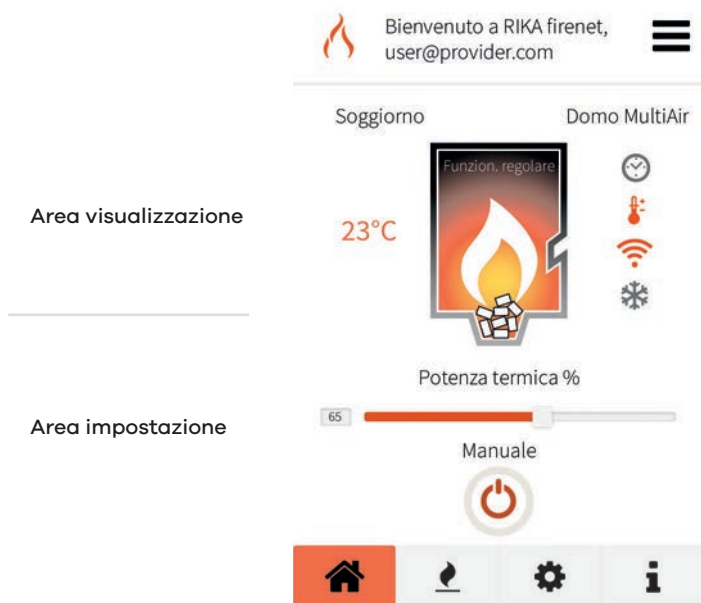 Bienvenuto a RIKA firenet,
user@provider.com
Soggiorno
Domo MultiAir
Funzion. regolare
Area visualizzazione
23°C
Potenza termica %
Area impostazione
65
Manuale